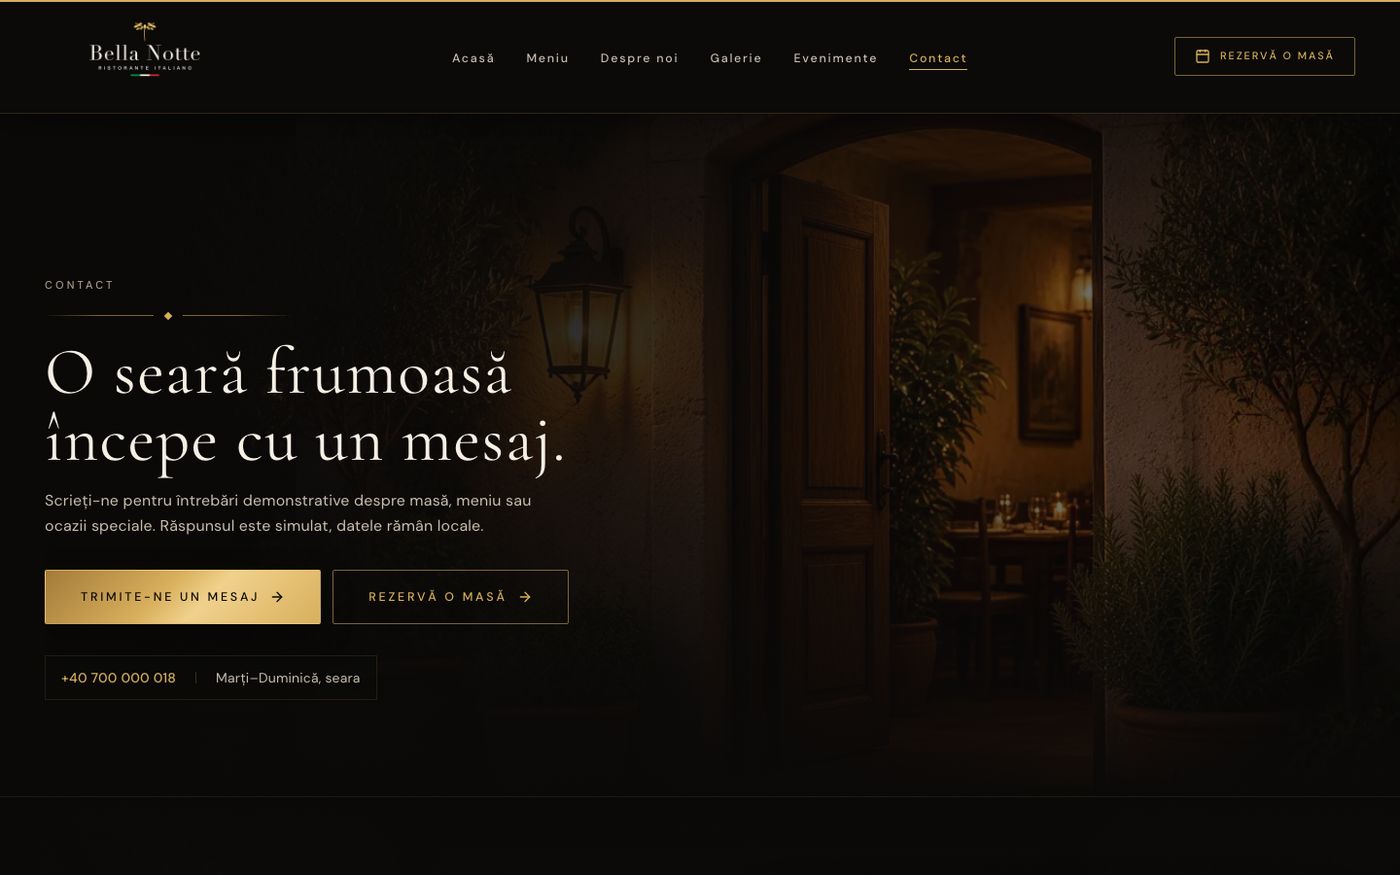 Bella Notte
RISTORANTE ITALIANO
Acasă
Meniu
Despre noi
Galerie
Evenimente
Contact
REZERVĂ O MASĂ
CONTACT
O seară frumoasă
începe cu un mesaj.
Scrieți-ne pentru întrebări demonstrative despre masă, meniu sau
ocazii speciale. Răspunsul este simulat, datele rămân locale.
TRIMITE-NE UN MESAJ
REZERVĂ O MASĂ
+40 700 000 018
Marți–Duminică, seara